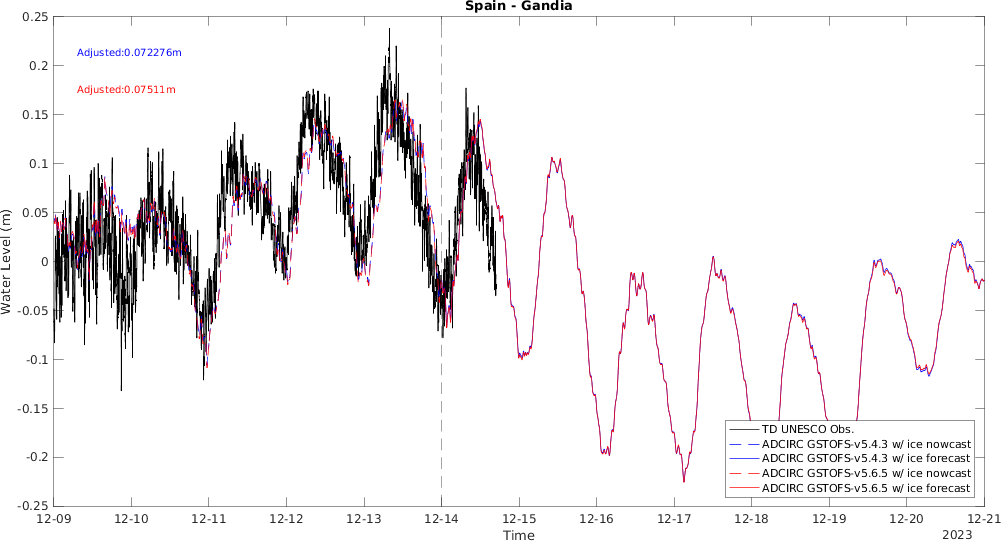 Spain - Gandia
Adjusted:0.072276m
Adjusted:0.07511m
Water Level (m)
0.25
0.2
0.15
0.1
0.05
0
-0.05
-0.1
-0.15
-0.2
-0.25
TD UNESCO Obs.
ADCIRC GSTOFS-v5.4.3 w/ ice nowcast
ADCIRC GSTOFS-v5.4.3 w/ ice forecast
ADCIRC GSTOFS-v5.6.5 w/ ice nowcast
ADCIRC GSTOFS-v5.6.5 w/ ice forecast
12-09 12-10 12-11 12-12 12-13 12-14 12-15 12-16 12-17 12-18 12-19 12-20 12-21
Time
2023